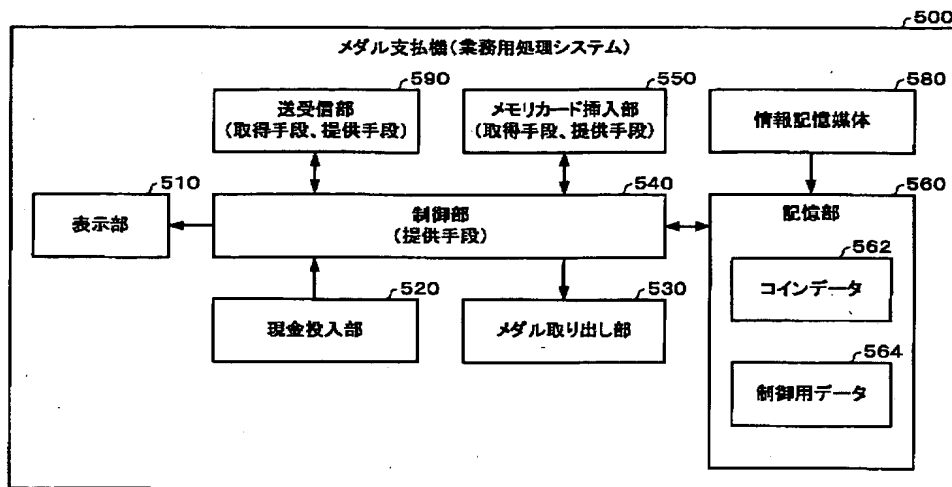 500
メダル支払機(業務用処理システム)
590
送受信部
(取得手段、提供手段)
550
メモリカード挿入部
(取得手段、提供手段)
580
情報記憶媒体
510
表示部
540
制御部
(提供手段)
560
記憶部
562
コインデータ
520
現金投入部
530
メダル取り出し部
564
制御用データ